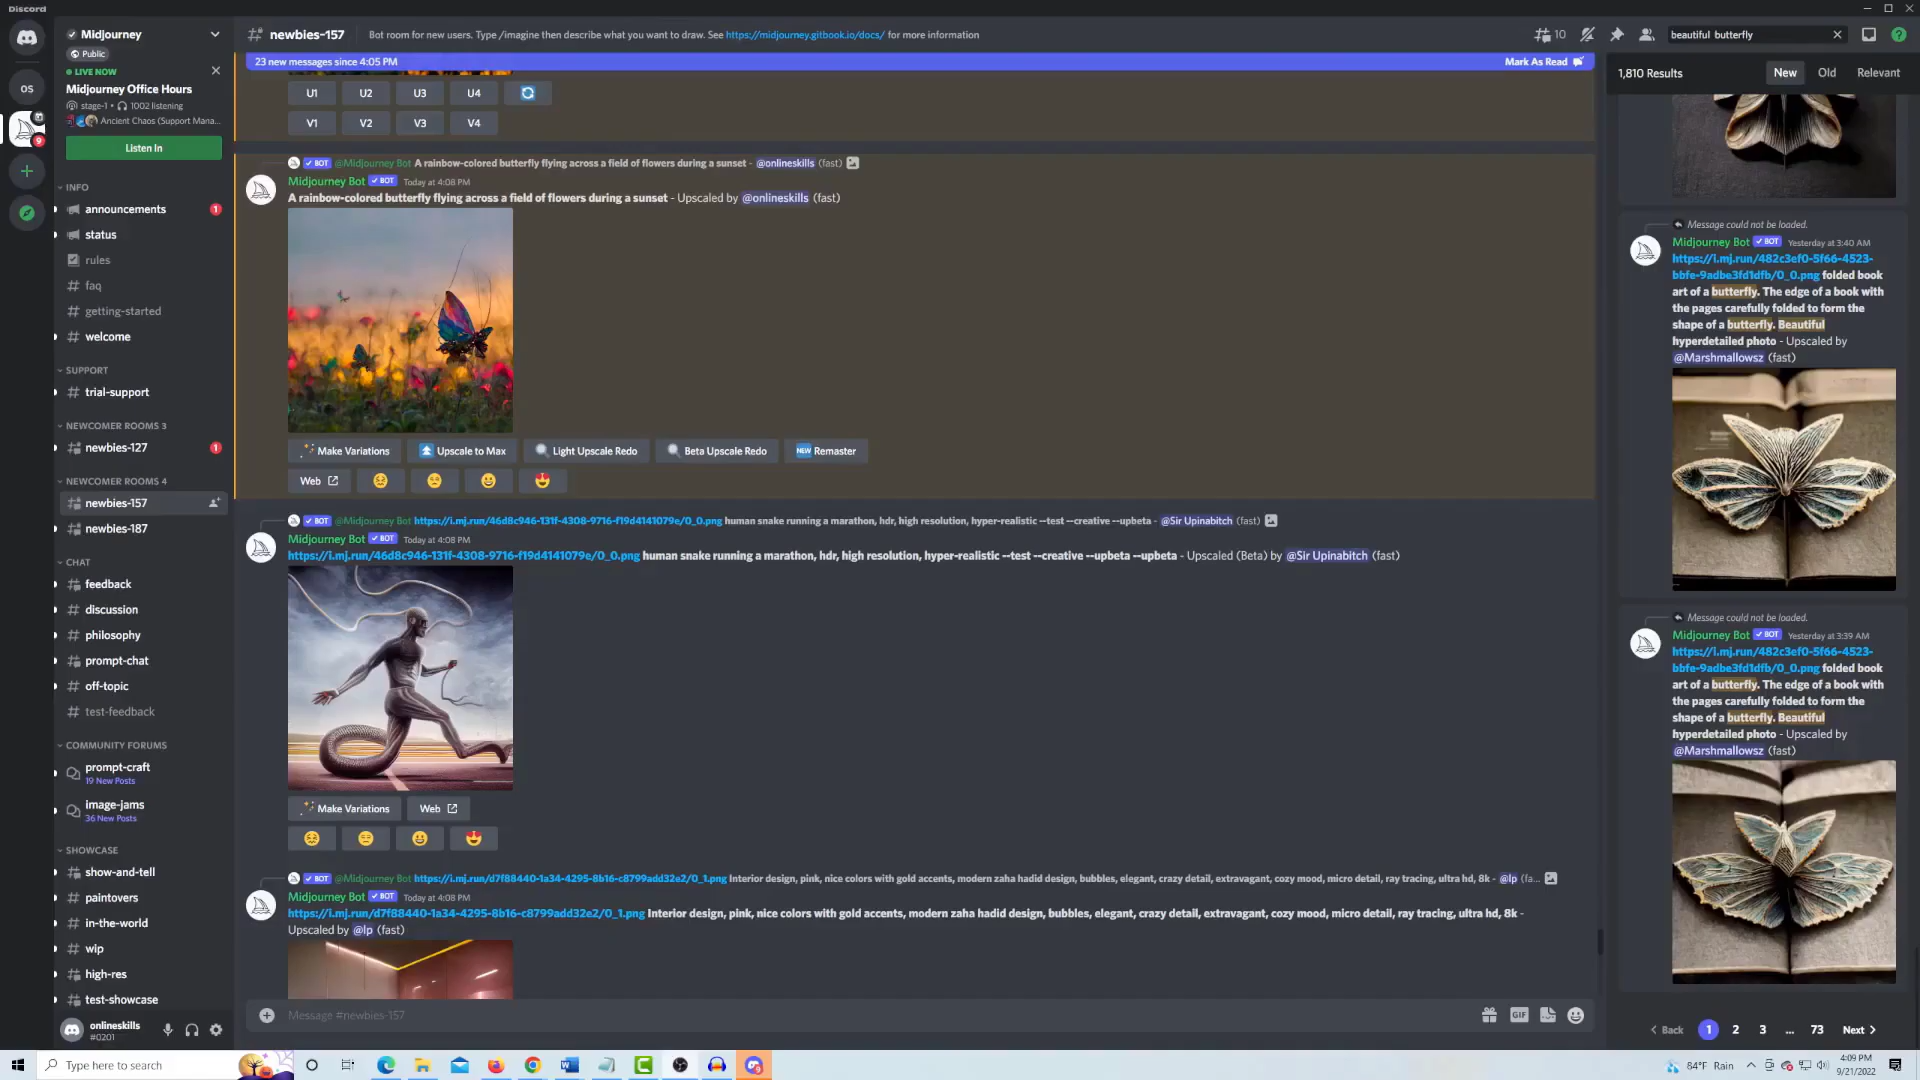 Discord
Midjourney
Public
LIVE NOW
Midjourney Office Hours
stage-1 • 1002 listening
Ancient Chaos (Support Mana...
Listen In
OS
9
INFO
announcements 1
status
rules
faq
getting-started
welcome
SUPPORT
trial-support
NEWCOMER ROOMS 3
newbies-127 1
NEWCOMER ROOMS 4
newbies-157
newbies-187
CHAT
feedback
discussion
philosophy
prompt-chat
off-topic
test-feedback
COMMUNITY FORUMS
prompt-craft
19 New Posts
image-jams
36 New Posts
SHOWCASE
show-and-tell
paintovers
in-the-world
wip
high-res
test-showcase
onlineskills
#0201
newbies-157 Bot room for new users. Type /imagine then describe what you want to draw. See https://midjourney.gitbook.io/docs/ for more information
10
beautiful butterfly
23 new messages since 4:05 PM Mark As Read
U1 U2 U3 U4
V1 V2 V3 V4
BOT @Midjourney Bot A rainbow-colored butterfly flying across a field of flowers during a sunset - @onlineskills (fast)
Midjourney Bot BOT Today at 4:08 PM
A rainbow-colored butterfly flying across a field of flowers during a sunset - Upscaled by @onlineskills (fast)
Make Variations Upscale to Max Light Upscale Redo Beta Upscale Redo NEW Remaster
Web
BOT @Midjourney Bot https://i.mj.run/46d8c946-131f-4308-9716-f19d4141079e/0_0.png human snake running a marathon, hdr, high resolution, hyper-realistic --test --creative --upbeta - @Sir Upinabitch (fast)
Midjourney Bot BOT Today at 4:08 PM
https://i.mj.run/46d8c946-131f-4308-9716-f19d4141079e/0_0.png human snake running a marathon, hdr, high resolution, hyper-realistic --test --creative --upbeta --upbeta - Upscaled (Beta) by @Sir Upinabitch (fast)
Make Variations Web
BOT @Midjourney Bot https://i.mj.run/d7f88440-1a34-4295-8b16-c8799add32e2/0_1.png Interior design, pink, nice colors with gold accents, modern zaha hadid design, bubbles, elegant, crazy detail, extravagant, cozy mood, micro detail, ray tracing, ultra hd, 8k - @lp (fa...
Midjourney Bot BOT Today at 4:08 PM
https://i.mj.run/d7f88440-1a34-4295-8b16-c8799add32e2/0_1.png Interior design, pink, nice colors with gold accents, modern zaha hadid design, bubbles, elegant, crazy detail, extravagant, cozy mood, micro detail, ray tracing, ultra hd, 8k -
Upscaled by @lp (fast)
Message #newbies-157
GIF
1,810 Results New Old Relevant
Message could not be loaded.
Midjourney Bot BOT Yesterday at 3:40 AM
https://i.mj.run/482c3ef0-5f66-4523-
bbfe-9adbe3fd1dfb/0_0.png folded book
art of a butterfly. The edge of a book with
the pages carefully folded to form the
shape of a butterfly. Beautiful
hyperdetailed photo - Upscaled by
@Marshmallowsz (fast)
Message could not be loaded.
Midjourney Bot BOT Yesterday at 3:39 AM
https://i.mj.run/482c3ef0-5f66-4523-
bbfe-9adbe3fd1dfb/0_0.png folded book
art of a butterfly. The edge of a book with
the pages carefully folded to form the
shape of a butterfly. Beautiful
hyperdetailed photo - Upscaled by
@Marshmallowsz (fast)
Back 1 2 3 ... 73 Next
Type here to search
84°F Rain
4:09 PM
9/21/2022